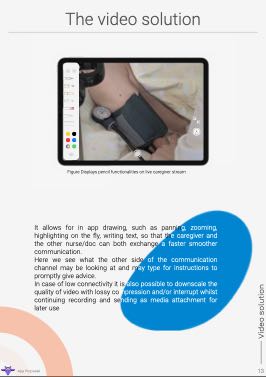 The video solution
Figure Displays pencil functionalities on live caregiver stream
It allows for in app drawing, such as panning, zooming,
highlighting on the fly, writing text, so that the caregiver and
the other nurse/doc can both exchange a faster smoother
communication.
Here we see what the other side of the communication
channel may be looking at and may type for instructions to
promptly give advice.
In case of low connectivity it is also possible to downscale the
quality of video with lossy co pression and/or interrupt whilst
continuing recording and sending as media attachment for
later use
Video solution
13